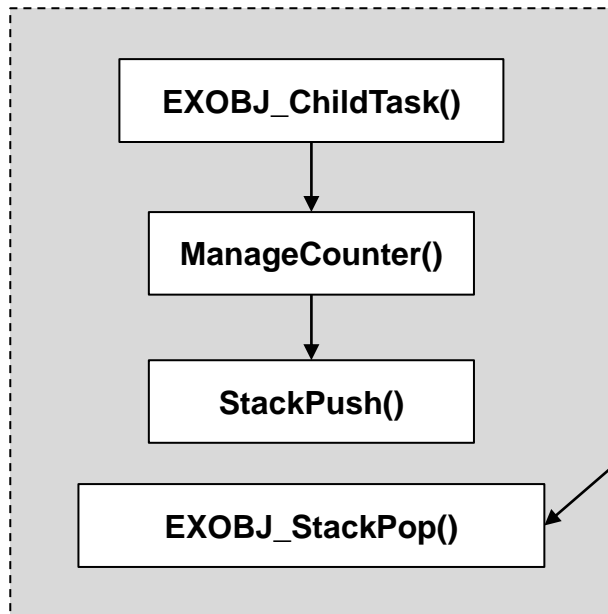 EXOBJ_ChildTask()
ManageCounter()
StackPush()
EXOBJ_StackPop()